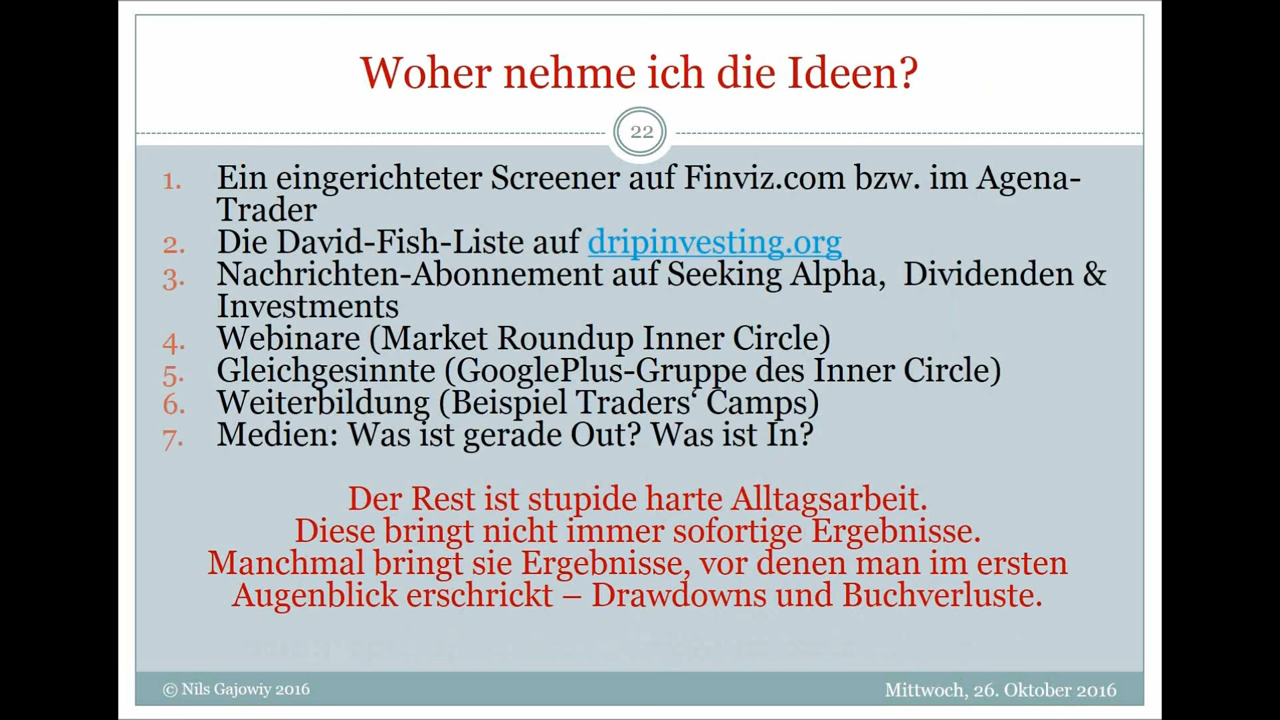 Woher nehme ich die Ideen?
22
1. Ein eingerichteter Screener auf Finviz.com bzw. im Agena-
Trader
2. Die David-Fish-Liste auf dripinvesting.org
3. Nachrichten-Abonnement auf Seeking Alpha, Dividenden &
Investments
4. Webinare (Market Roundup Inner Circle)
5. Gleichgesinnte (GooglePlus-Gruppe des Inner Circle)
6. Weiterbildung (Beispiel Traders‘ Camps)
7. Medien: Was ist gerade Out? Was ist In?
Der Rest ist stupide harte Alltagsarbeit.
Diese bringt nicht immer sofortige Ergebnisse.
Manchmal bringt sie Ergebnisse, vor denen man im ersten
Augenblick erschrickt – Drawdowns und Buchverluste.
© Nils Gajowiy 2016
Mittwoch, 26. Oktober 2016